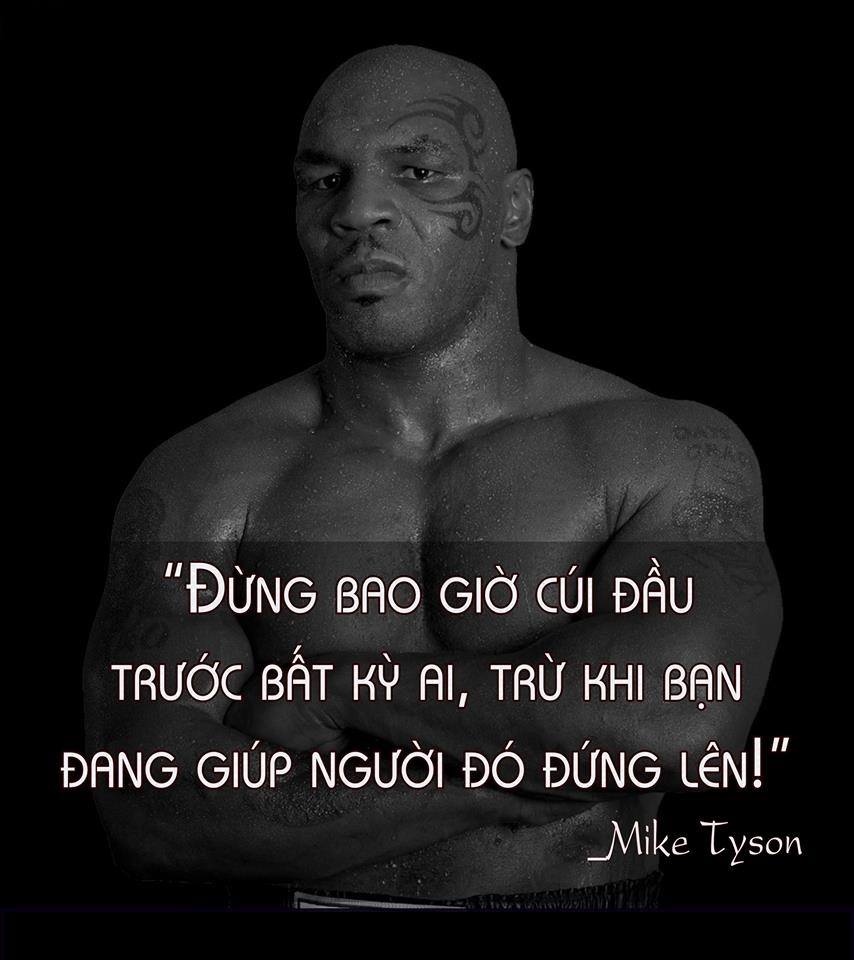 “ĐỪNG BAO GIỜ CÚI ĐẦU
TRƯỚC BẤT KỲ AI, TRỪ KHI BẠN
ĐANG GIÚP NGƯỜI ĐÓ ĐỨNG LÊN!”
_Mike Tyson